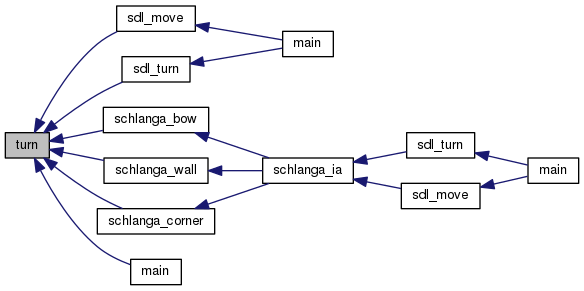 sdl_move
main
sdl_turn
schlanga_bow
turn
sdl_turn
schlanga_wall
schlanga_ia
main
sdl_move
schlanga_corner
main